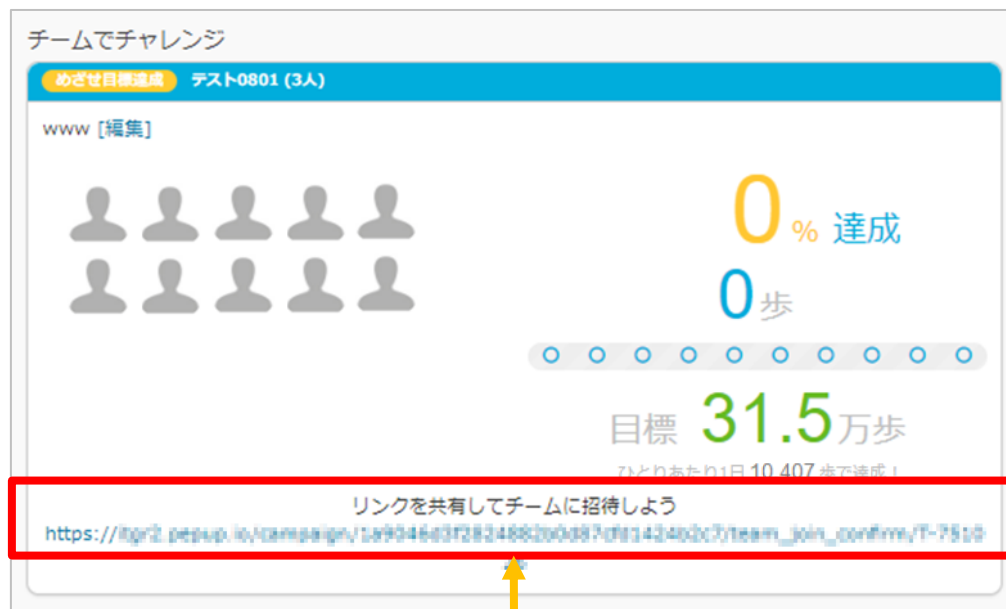 チームでチャレンジ
めざせ目標達成 テスト0801 (3人)
www [編集]
0 % 達成
0 歩
目標 31.5万歩
ひとりあたり1日 10,407 歩で達成！
リンクを共有してチームに招待しよう
https://